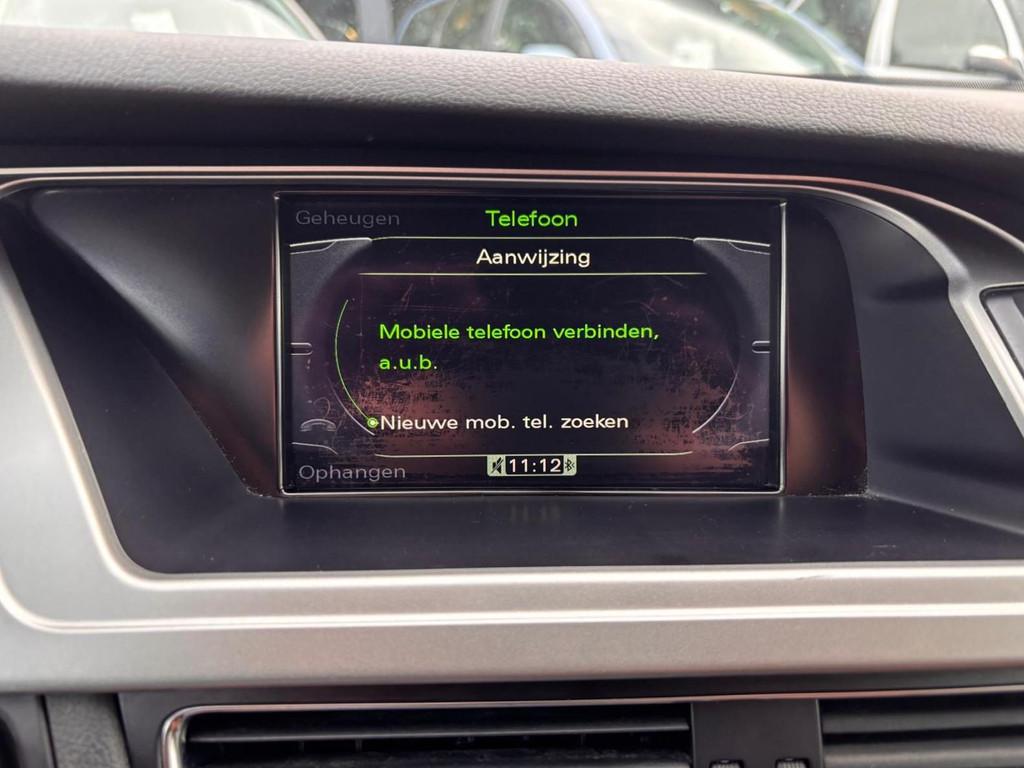 Geheugen
Telefoon
Aanwijzing
Mobiele telefoon verbinden,
a.u.b.
Nieuwe mob. tel. zoeken
Ophangen
11:12